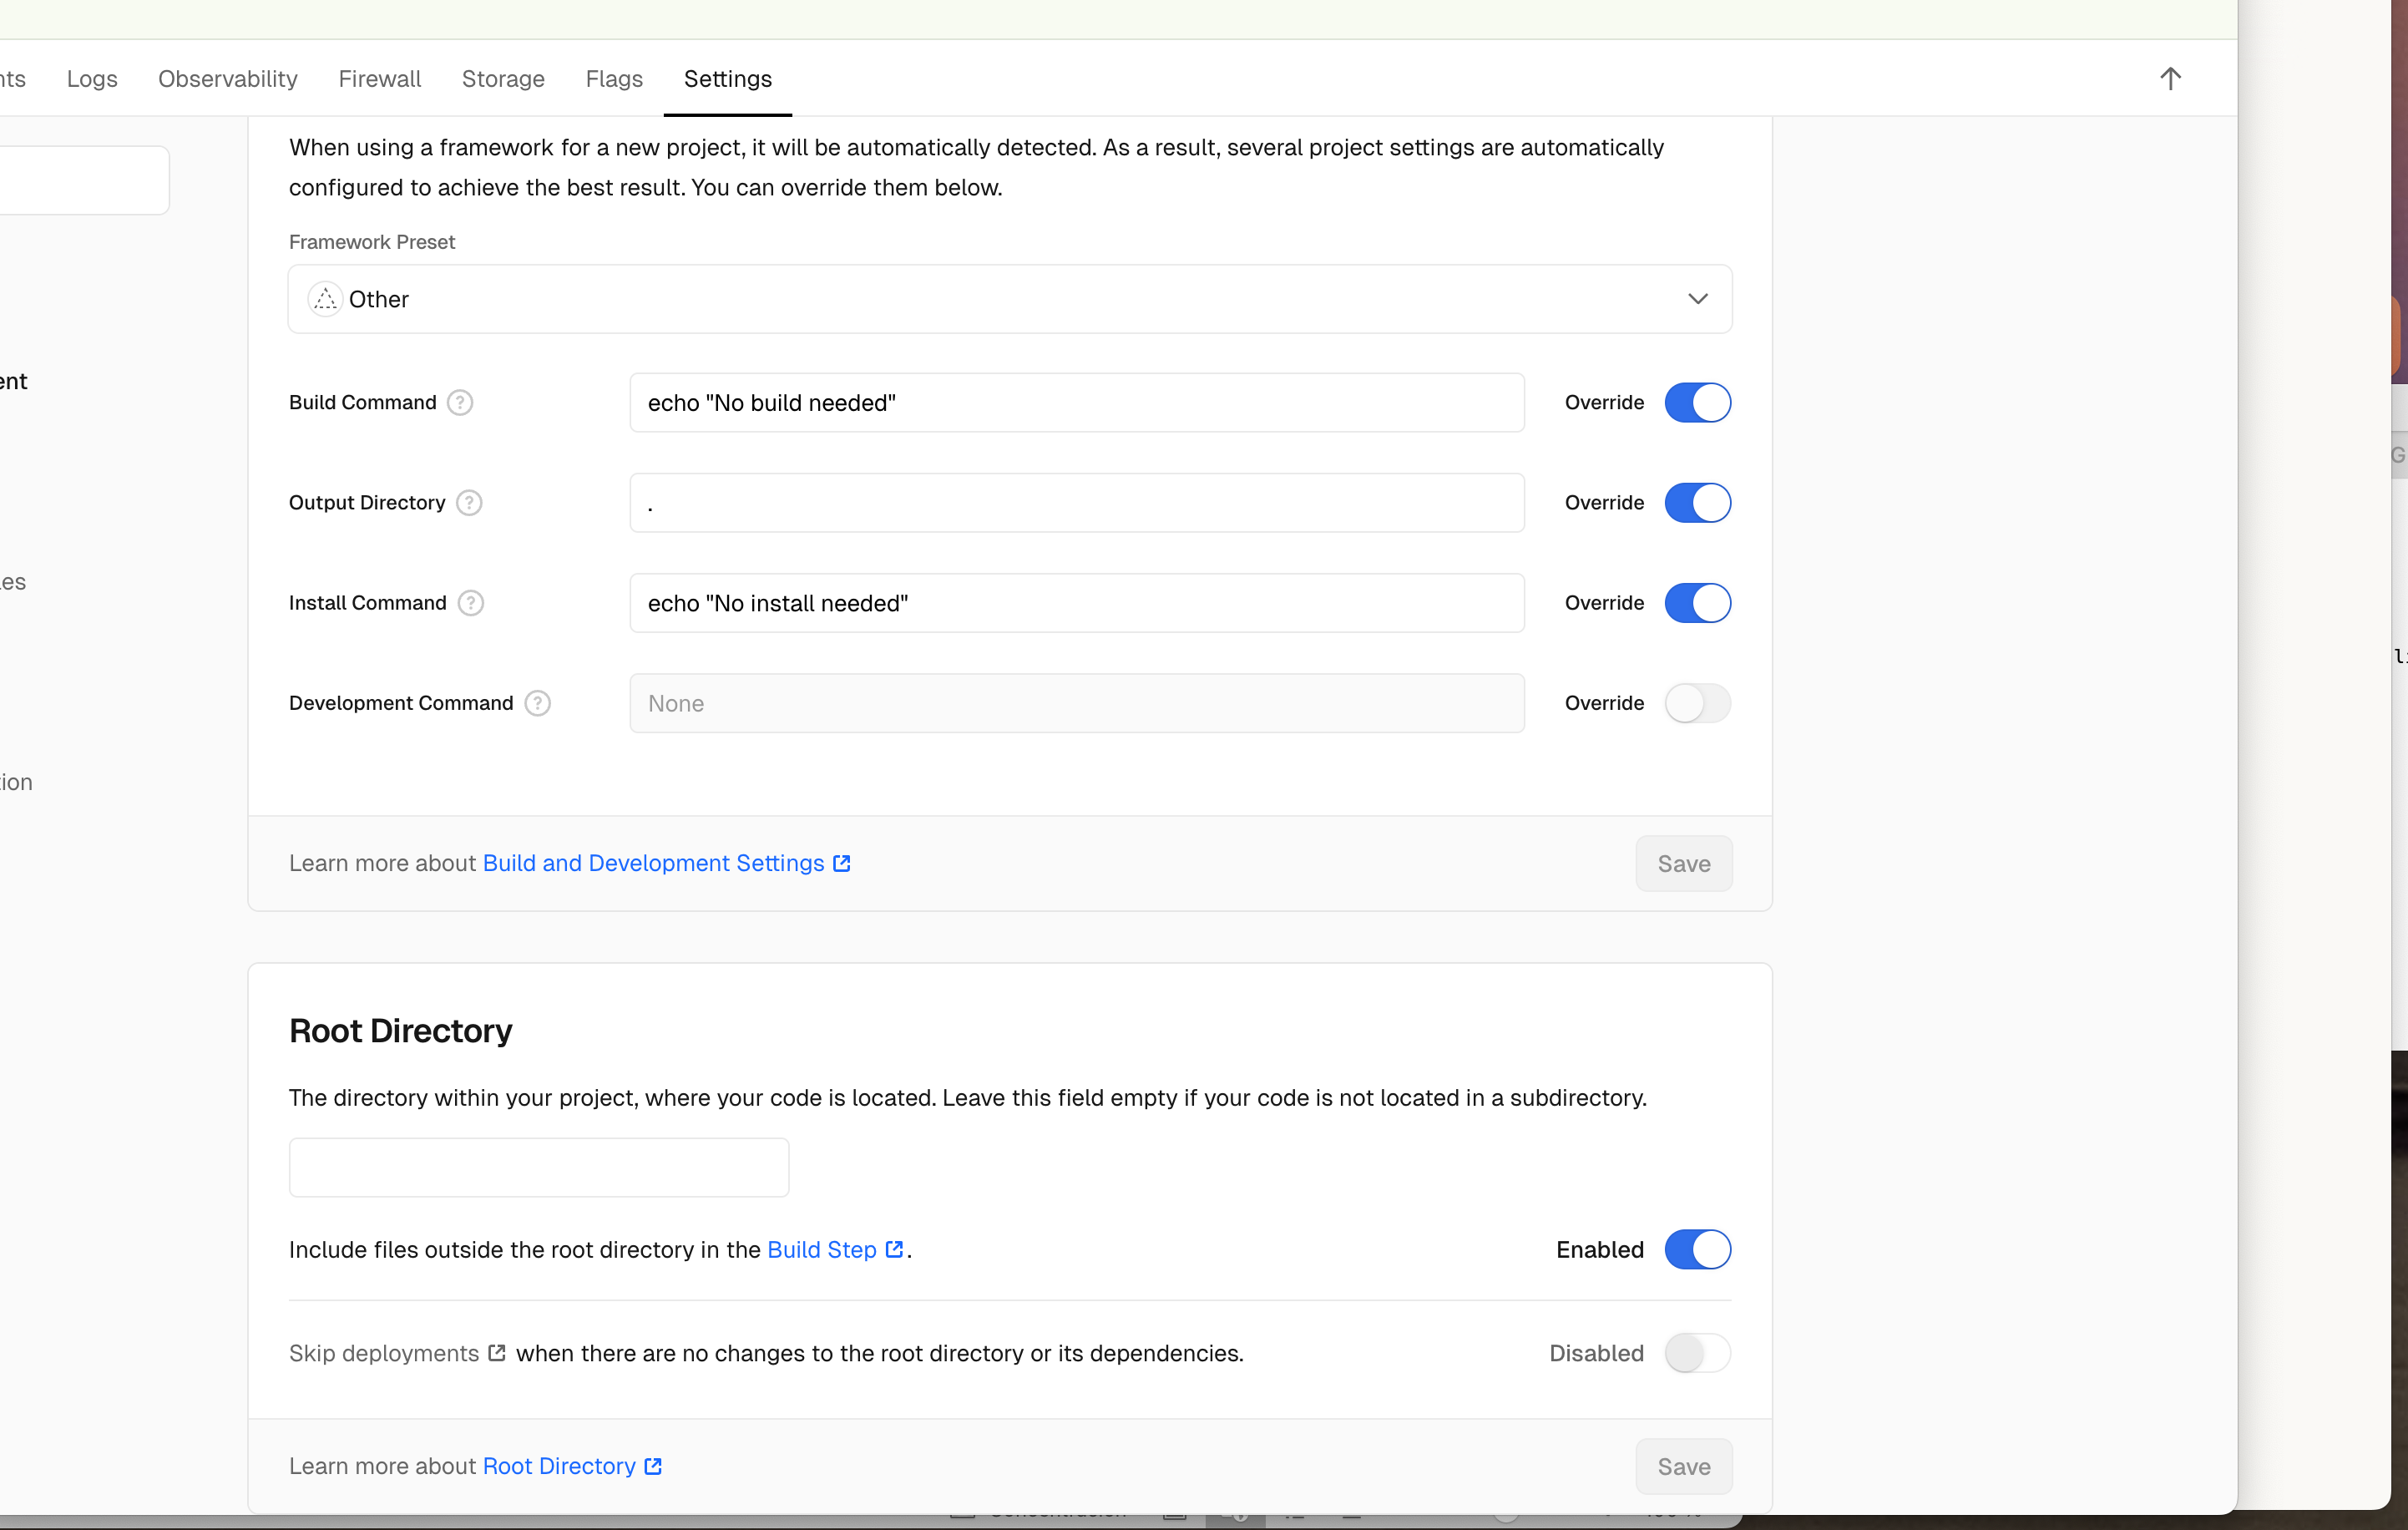 Logs Observability Firewall Storage Flags Settings
When using a framework for a new project, it will be automatically detected. As a result, several project settings are automatically
configured to achieve the best result. You can override them below.
Framework Preset
Other
Build Command ? echo "No build needed" Override
Output Directory ? . Override
Install Command ? echo "No install needed" Override
Development Command ? None Override
Learn more about Build and Development Settings Save
Root Directory
The directory within your project, where your code is located. Leave this field empty if your code is not located in a subdirectory.
Include files outside the root directory in the Build Step .
Enabled
Skip deployments when there are no changes to the root directory or its dependencies.
Disabled
Learn more about Root Directory Save